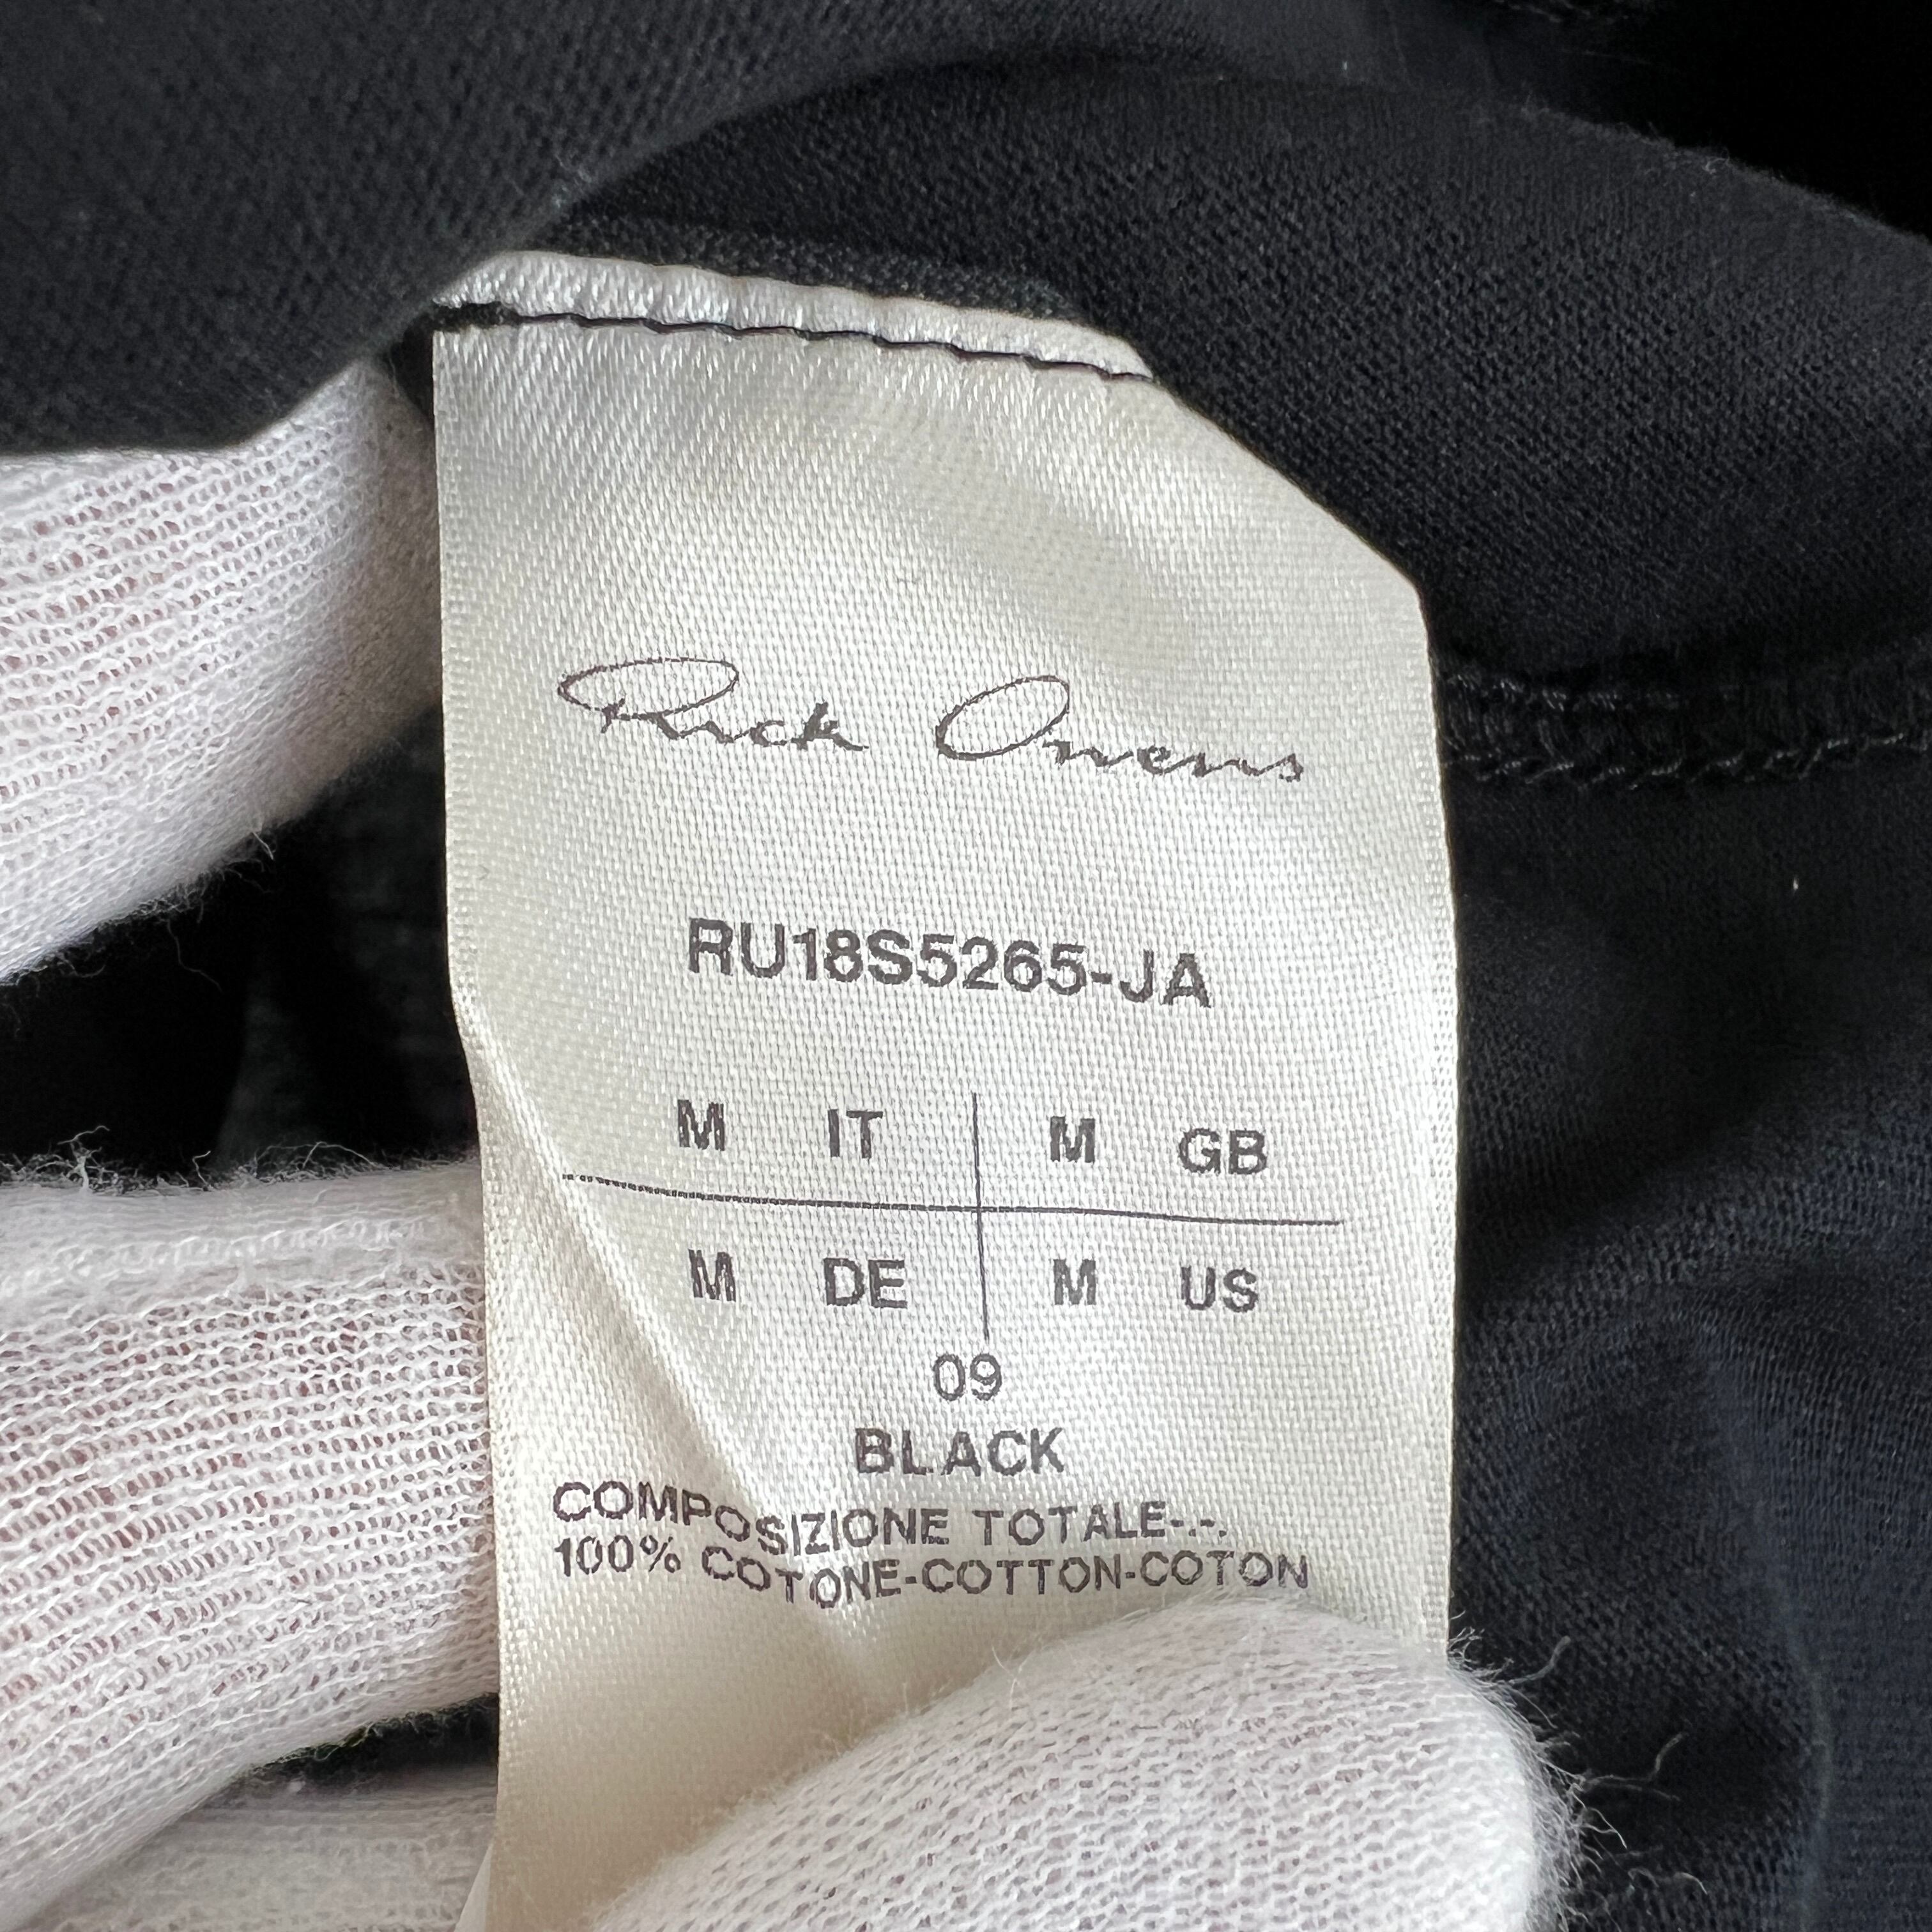 Rick Owens
RU18S5265-JA
M IT M GB
M DE M US
09
BLACK
COMPOSIZIONE TOTALE-.-.
100% COTONE-COTTON-COTON